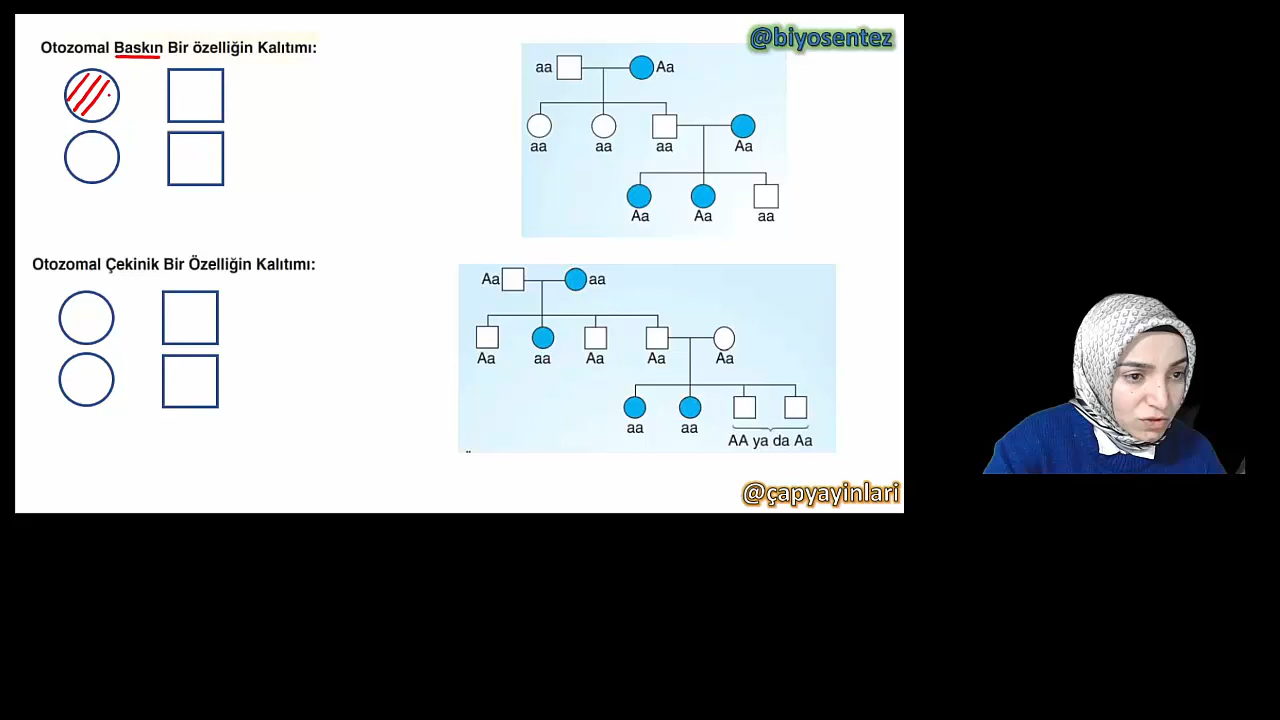 @biyosentez
Otozomal Baskın Bir özelliğin Kalıtımı:
aa Aa
aa aa aa Aa
Aa Aa aa
Otozomal Çekinik Bir Özelliğin Kalıtımı:
Aa aa
Aa aa Aa Aa Aa
aa aa AA ya da Aa
@çapyayinlari